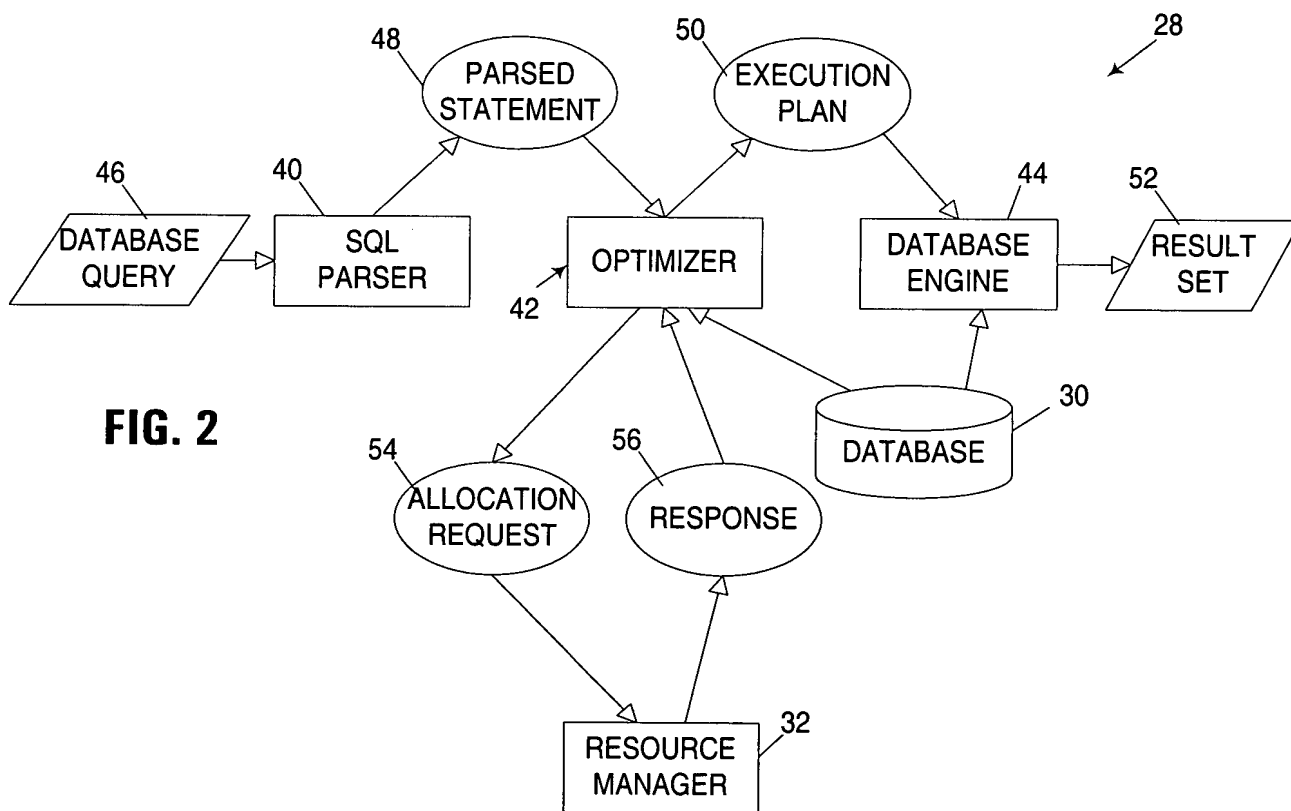 48
PARSED
STATEMENT
50
EXECUTION
PLAN
28
46
DATABASE
QUERY
40
SQL
PARSER
OPTIMIZER
42
44
DATABASE
ENGINE
52
RESULT
SET
FIG. 2
30
DATABASE
54
ALLOCATION
REQUEST
56
RESPONSE
32
RESOURCE
MANAGER